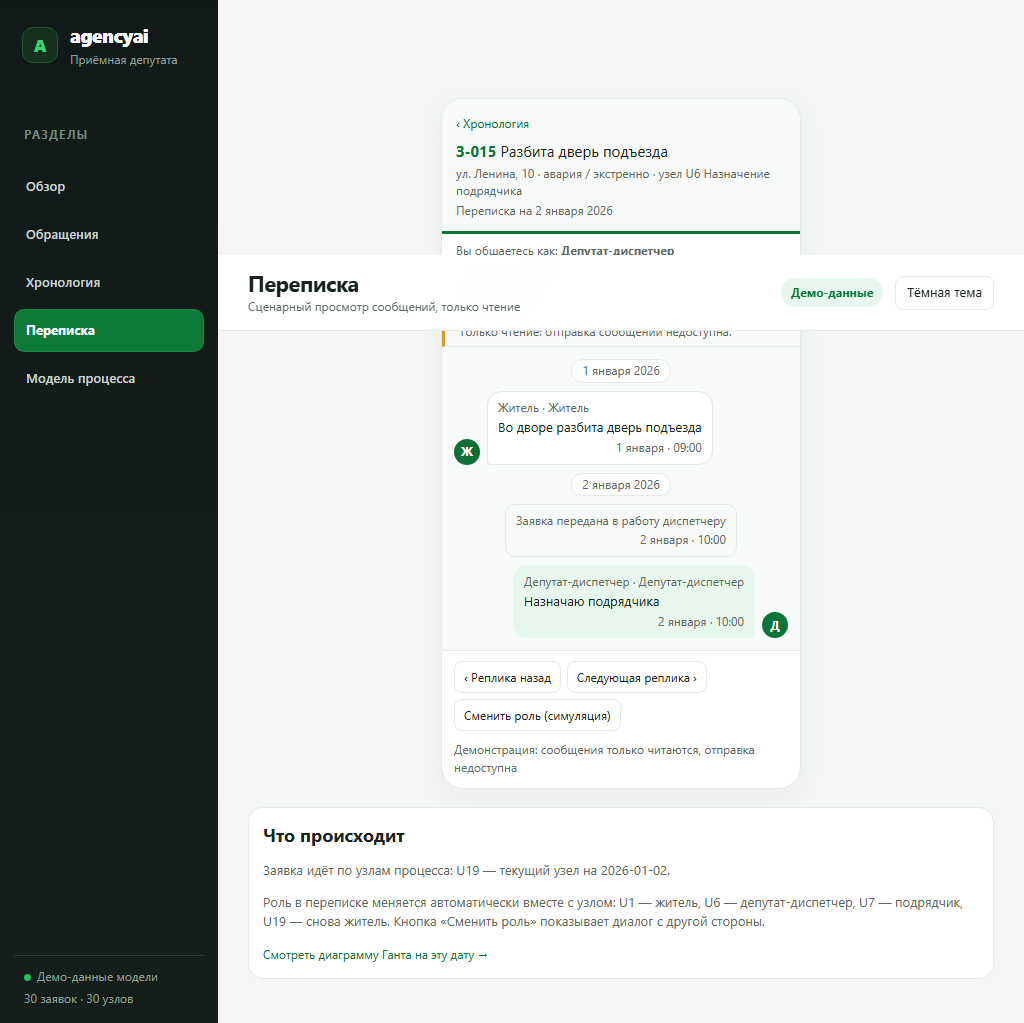 A
agencyai
Приёмная депутата
РАЗДЕЛЫ
Обзор
Обращения
Хронология
Переписка
Модель процесса
Демо-данные модели
30 заявок · 30 узлов
‹ Хронология
З-015 Разбита дверь подъезда
ул. Ленина, 10 · авария / экстренно · узел U6 Назначение
подрядчика
Переписка на 2 января 2026
Вы общаетесь как: Депутат-диспетчер
Переписка
Сценарный просмотр сообщений, только чтение
Демо-данные
Тёмная тема
Только чтение: отправка сообщений недоступна.
1 января 2026
Житель · Житель
Во дворе разбита дверь подъезда
1 января · 09:00
Ж
2 января 2026
Заявка передана в работу диспетчеру
2 января · 10:00
Депутат-диспетчер · Депутат-диспетчер
Назначаю подрядчика
2 января · 10:00
Д
‹ Реплика назад
Следующая реплика ›
Сменить роль (симуляция)
Демонстрация: сообщения только читаются, отправка
недоступна
Что происходит
Заявка идёт по узлам процесса: U19 — текущий узел на 2026-01-02.
Роль в переписке меняется автоматически вместе с узлом: U1 — житель, U6 — депутат-диспетчер, U7 — подрядчик,
U19 — снова житель. Кнопка «Сменить роль» показывает диалог с другой стороны.
Смотреть диаграмму Ганта на эту дату →